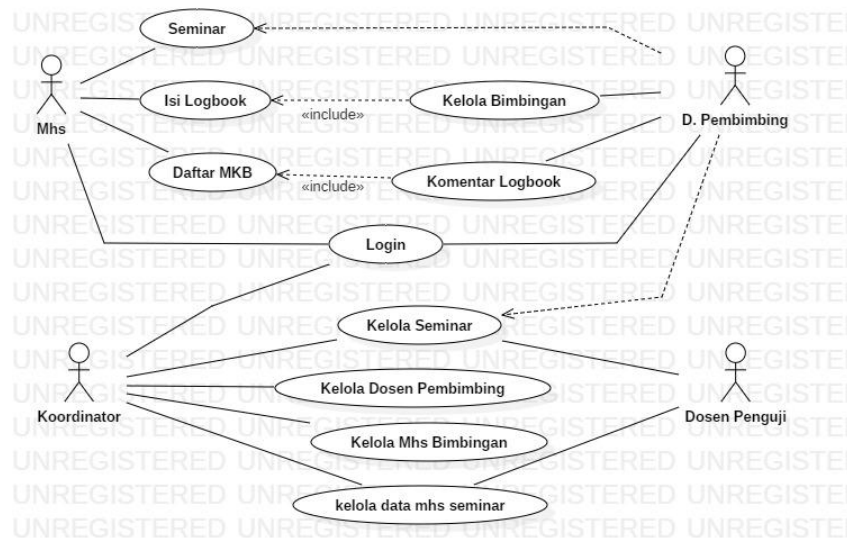 Seminar
Mhs
Isi Logbook
«include»
Kelola Bimbingan
D. Pembimbing
Daftar MKB
«include»
Komentar Logbook
Login
Kelola Seminar
Koordinator
Kelola Dosen Pembimbing
Dosen Penguji
Kelola Mhs Bimbingan
kelola data mhs seminar
UNREGISTERED